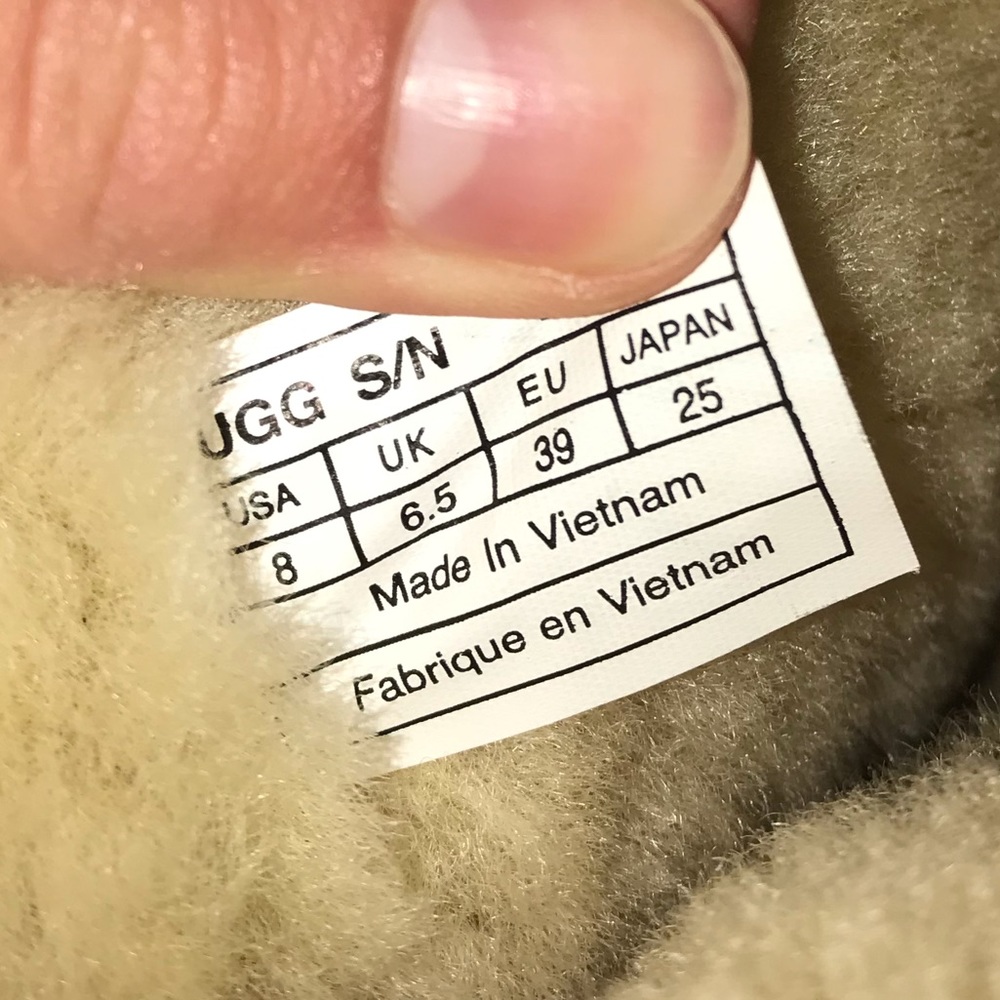 UGG S/N
USA UK EU JAPAN
8 6.5 39 25
Made In Vietnam
Fabrique en Vietnam